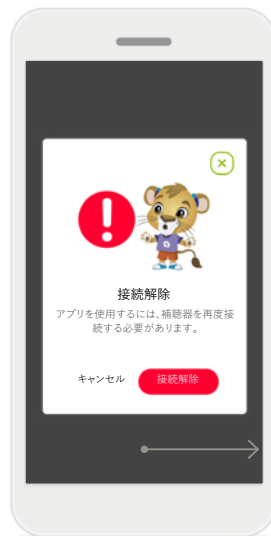 接続解除
アプリを使用するには、補聴器を再度接
続する必要があります。
キャンセル 接続解除